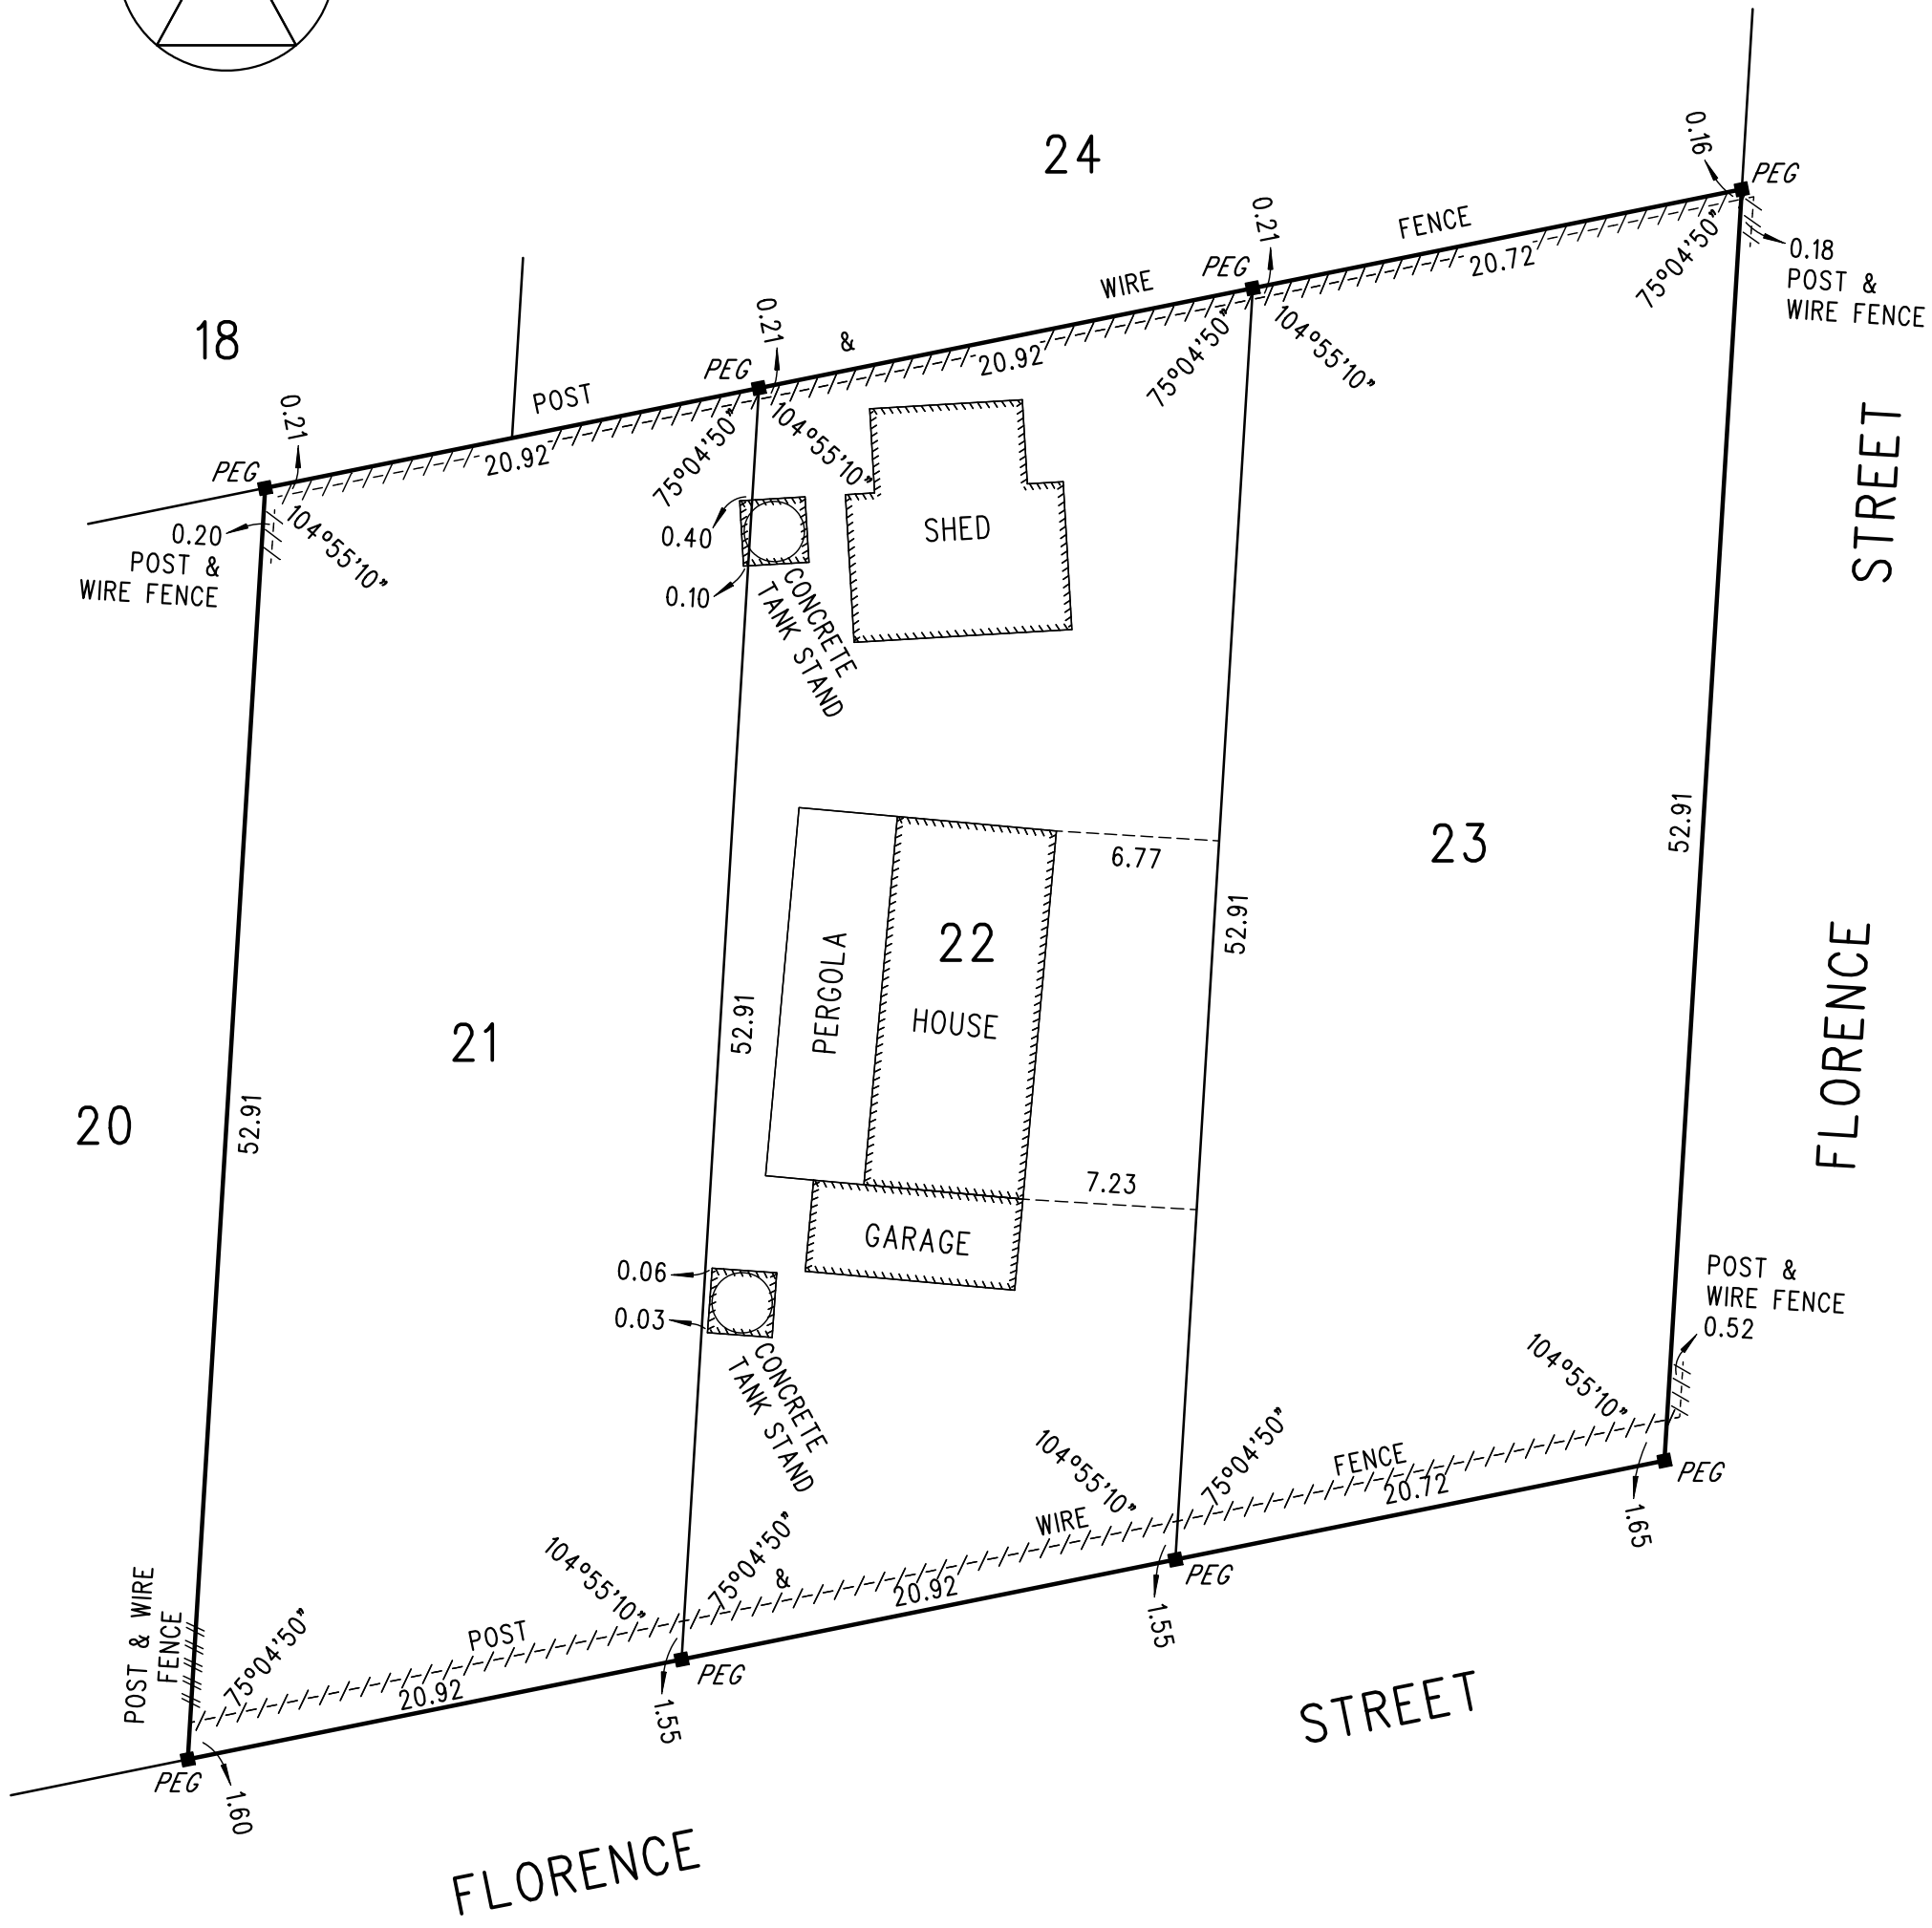 24
0.16
PEG
0.18
POST &
WIRE FENCE
75°04'50"
FENCE
20.72
0.21
PEG
WIRE
75°04'50"
104°55'10"
&
20.92
0.21
PEG
POST
75°04'50"
104°55'10"
18
0.21
PEG
20.92
0.20
POST &
WIRE FENCE
104°55'10"
0.40
0.10
CONCRETE
TANK STAND
SHED
STREET
FLORENCE
52.91
23
6.77
52.91
22
HOUSE
PERGOLA
52.91
21
20
52.91
7.23
GARAGE
0.06
0.03
CONCRETE
TANK STAND
POST &
WIRE FENCE
0.52
104°55'10"
FENCE
20.72
PEG
1.65
104°55'10"
75°04'50"
WIRE
20.92
PEG
1.55
104°55'10"
75°04'50"
&
POST
20.92
PEG
1.55
POST & WIRE
FENCE
75°04'50"
PEG
1.60
FLORENCE
STREET